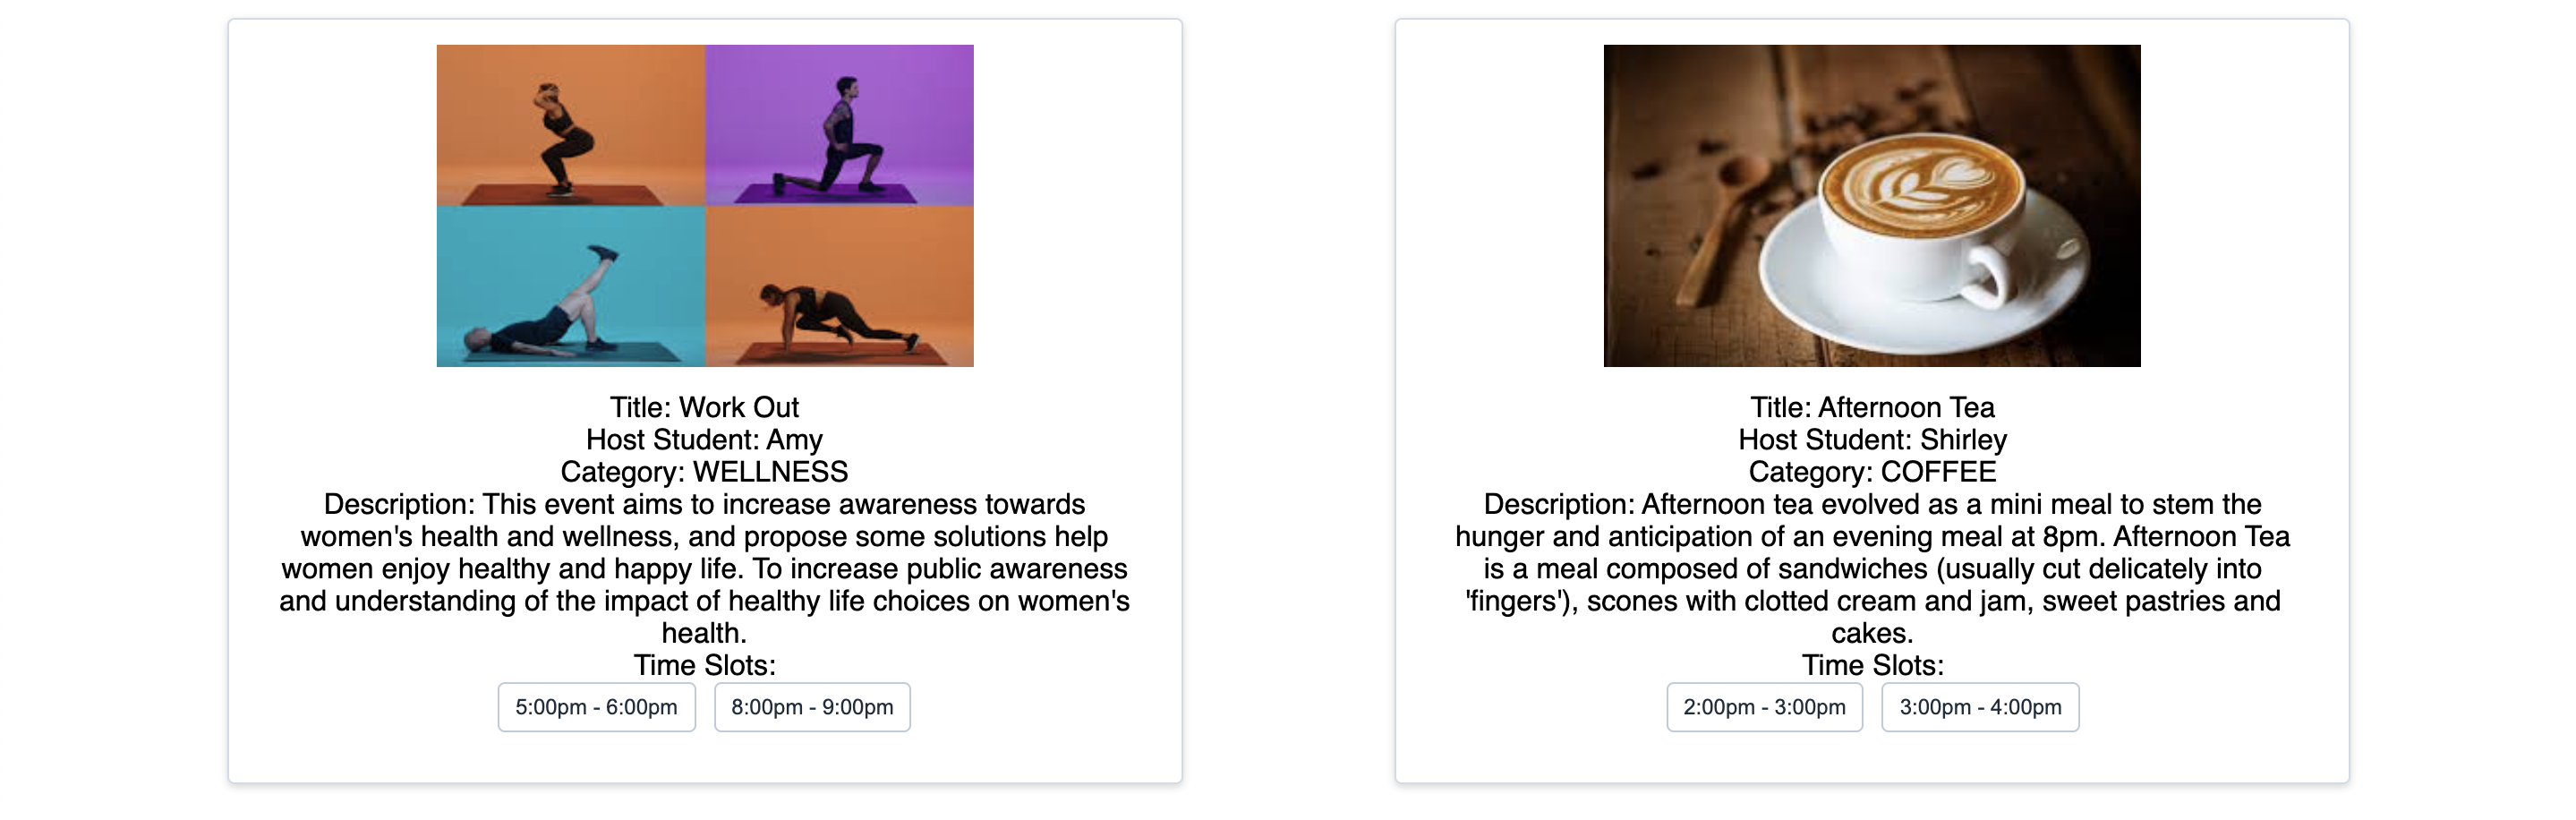 Title: Work Out
Host Student: Amy
Category: WELLNESS
Description: This event aims to increase awareness towards
women's health and wellness, and propose some solutions help
women enjoy healthy and happy life. To increase public awareness
and understanding of the impact of healthy life choices on women's
health.
Time Slots:
5:00pm - 6:00pm
8:00pm - 9:00pm
Title: Afternoon Tea
Host Student: Shirley
Category: COFFEE
Description: Afternoon tea evolved as a mini meal to stem the
hunger and anticipation of an evening meal at 8pm. Afternoon Tea
is a meal composed of sandwiches (usually cut delicately into
'fingers'), scones with clotted cream and jam, sweet pastries and
cakes.
Time Slots:
2:00pm - 3:00pm
3:00pm - 4:00pm